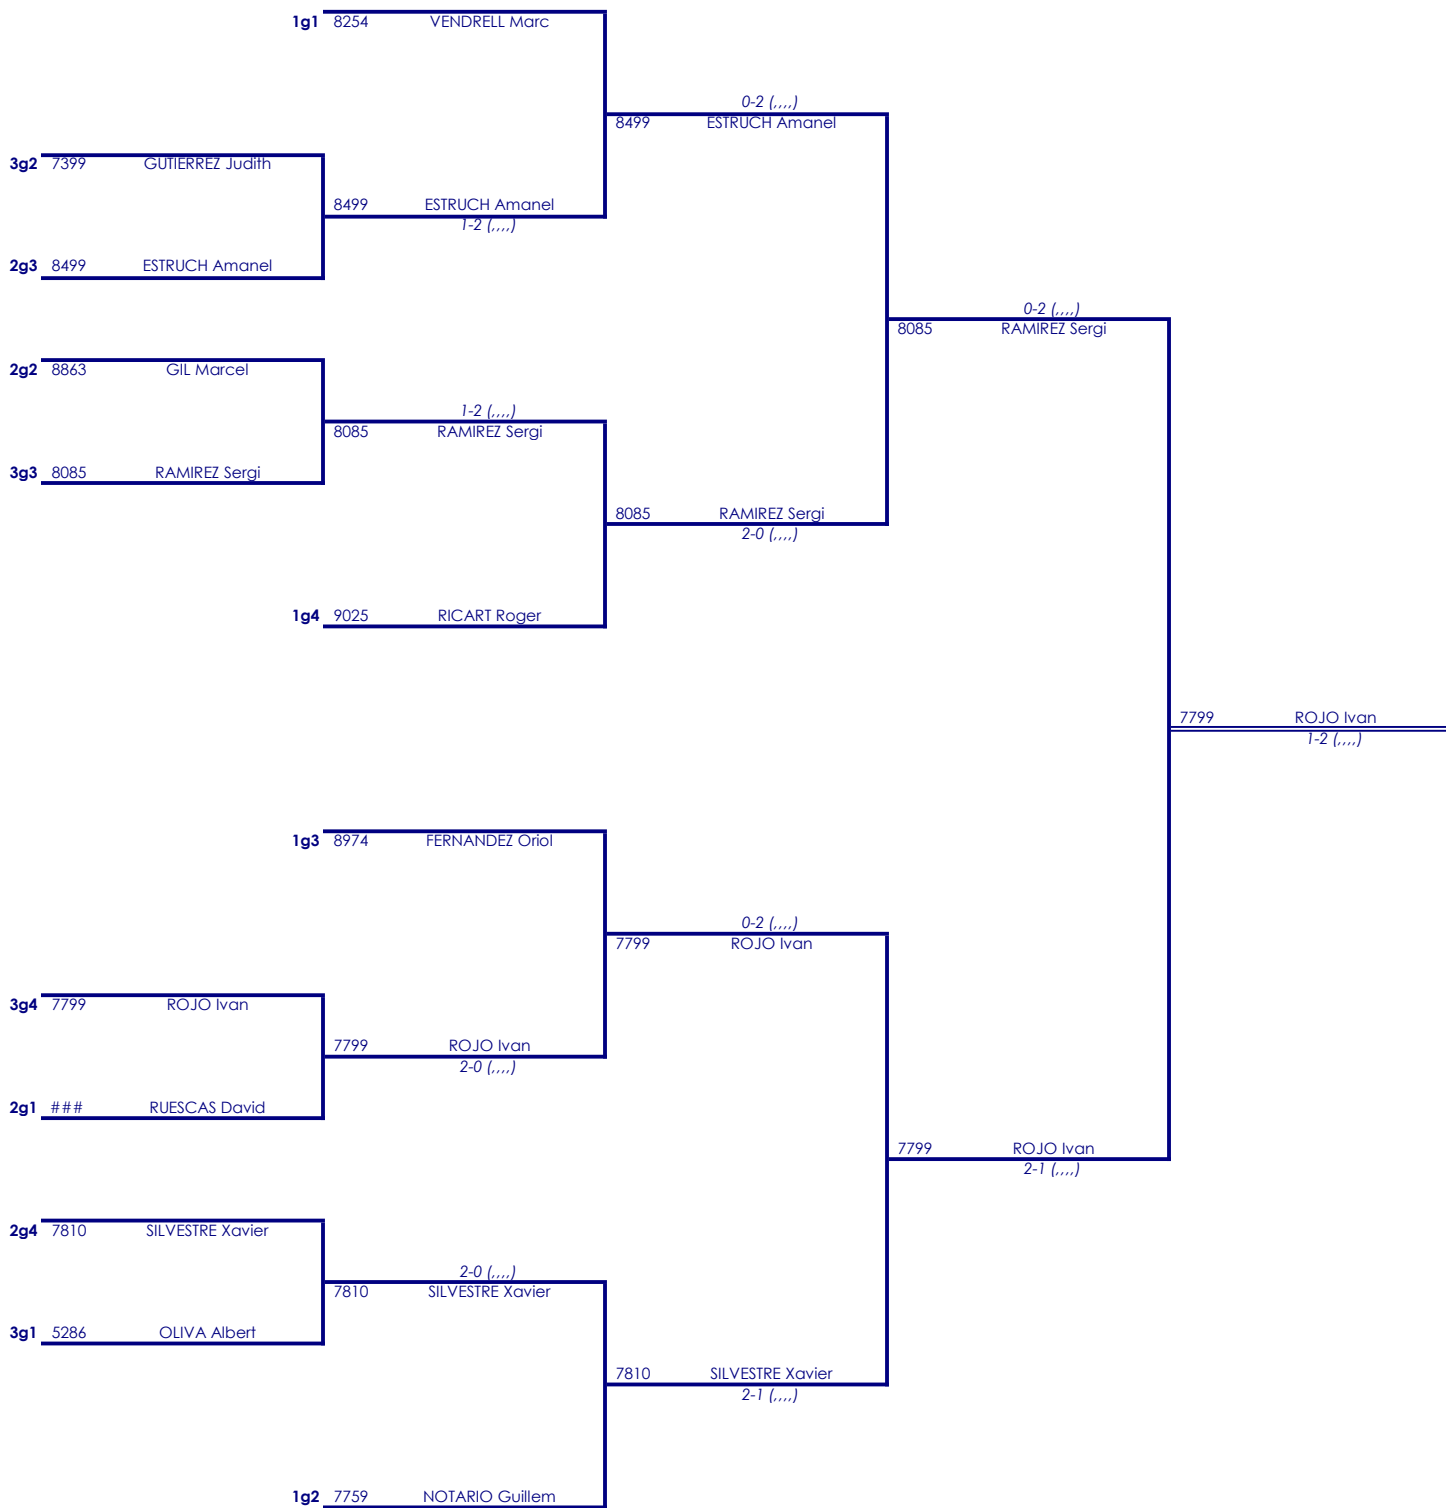 1g1 8254 VENDRELL Marc
0-2 (,,,,)
8499 ESTRUCH Amanel
3g2 7399 GUTIERREZ Judith
8499 ESTRUCH Amanel
1-2 (,,,,)
2g3 8499 ESTRUCH Amanel
0-2 (,,,,)
8085 RAMIREZ Sergi
2g2 8863 GIL Marcel
1-2 (,,,,)
8085 RAMIREZ Sergi
3g3 8085 RAMIREZ Sergi
8085 RAMIREZ Sergi
2-0 (,,,,)
1g4 9025 RICART Roger
7799 ROJO Ivan
1-2 (,,,,)
1g3 8974 FERNANDEZ Oriol
0-2 (,,,,)
7799 ROJO Ivan
3g4 7799 ROJO Ivan
7799 ROJO Ivan
2-0 (,,,,)
2g1 ### RUESCAS David
7799 ROJO Ivan
2-1 (,,,,)
2g4 7810 SILVESTRE Xavier
2-0 (,,,,)
7810 SILVESTRE Xavier
3g1 5286 OLIVA Albert
7810 SILVESTRE Xavier
2-1 (,,,,)
1g2 7759 NOTARIO Guillem